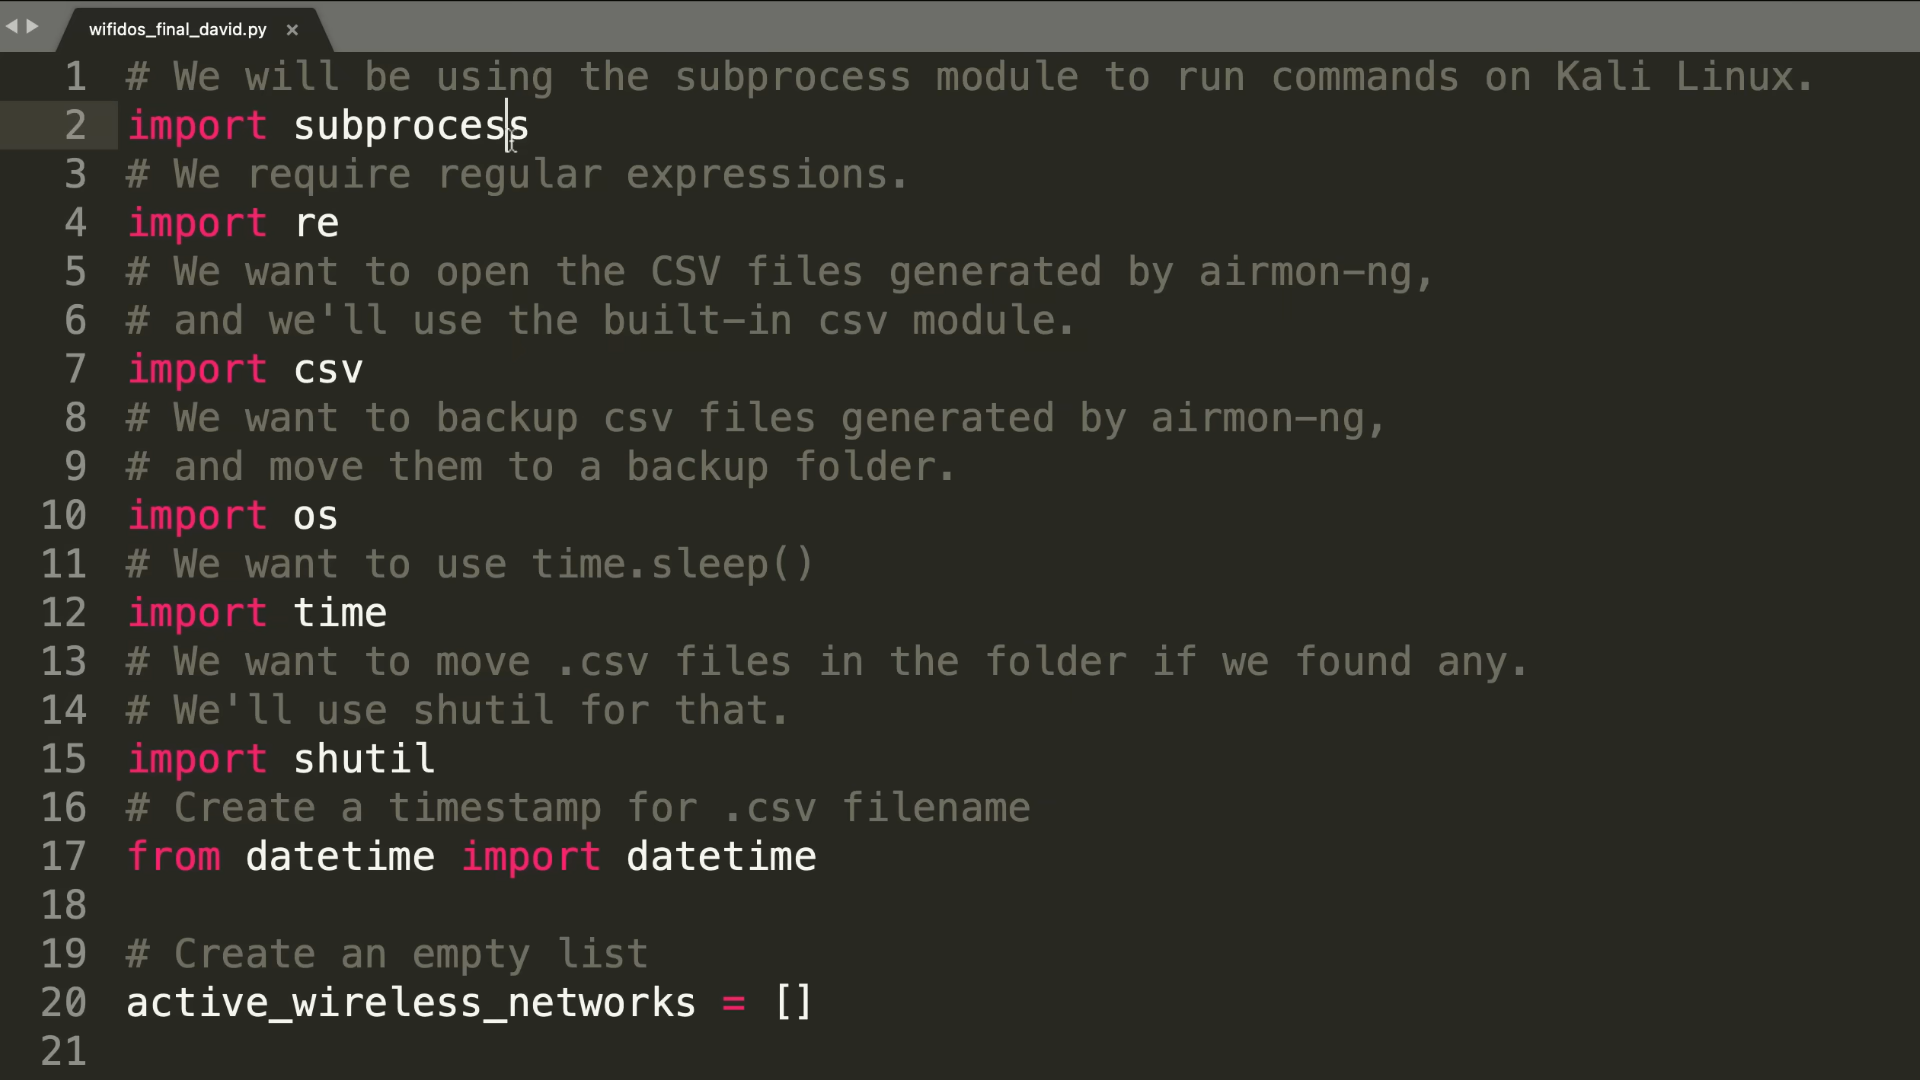 wifidos_final_david.py ×
1 # We will be using the subprocess module to run commands on Kali Linux.
2 import subprocess
3 # We require regular expressions.
4 import re
5 # We want to open the CSV files generated by airmon-ng,
6 # and we'll use the built-in csv module.
7 import csv
8 # We want to backup csv files generated by airmon-ng,
9 # and move them to a backup folder.
10 import os
11 # We want to use time.sleep()
12 import time
13 # We want to move .csv files in the folder if we found any.
14 # We'll use shutil for that.
15 import shutil
16 # Create a timestamp for .csv filename
17 from datetime import datetime
18
19 # Create an empty list
20 active_wireless_networks = []
21